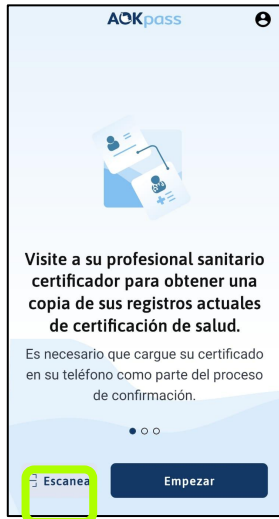 AOKpass
Visite a su profesional sanitario
certificador para obtener una
copia de sus registros actuales
de certificación de salud.
Es necesario que cargue su certificado
en su teléfono como parte del proceso
de confirmación.
Escanea
Empezar